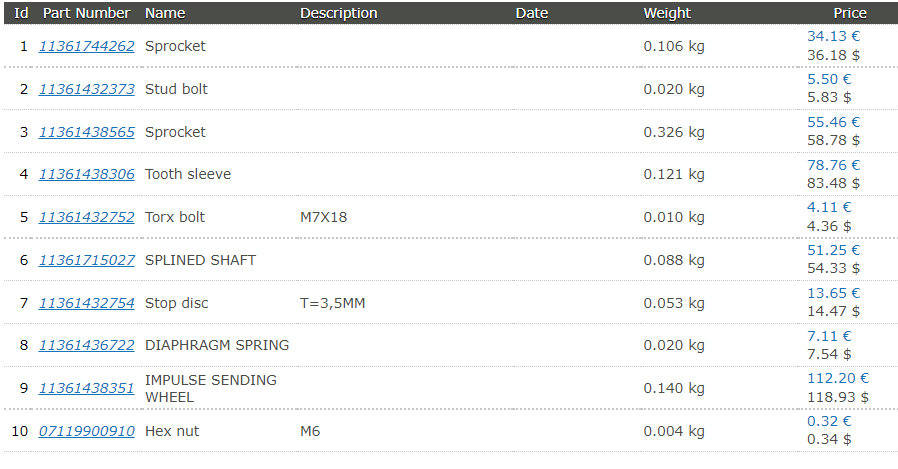 Id Part Number Name Description Date Weight Price
1 11361744262 Sprocket 0.106 kg 34.13 €
36.18 $
2 11361432373 Stud bolt 0.020 kg 5.50 €
5.83 $
3 11361438565 Sprocket 0.326 kg 55.46 €
58.78 $
4 11361438306 Tooth sleeve 0.121 kg 78.76 €
83.48 $
5 11361432752 Torx bolt M7X18 0.010 kg 4.11 €
4.36 $
6 11361715027 SPLINED SHAFT 0.088 kg 51.25 €
54.33 $
7 11361432754 Stop disc T=3,5MM 0.053 kg 13.65 €
14.47 $
8 11361436722 DIAPHRAGM SPRING 0.020 kg 7.11 €
7.54 $
9 11361438351 IMPULSE SENDING 0.140 kg 112.20 €
WHEEL 118.93 $
10 07119900910 Hex nut M6 0.004 kg 0.32 €
0.34 $